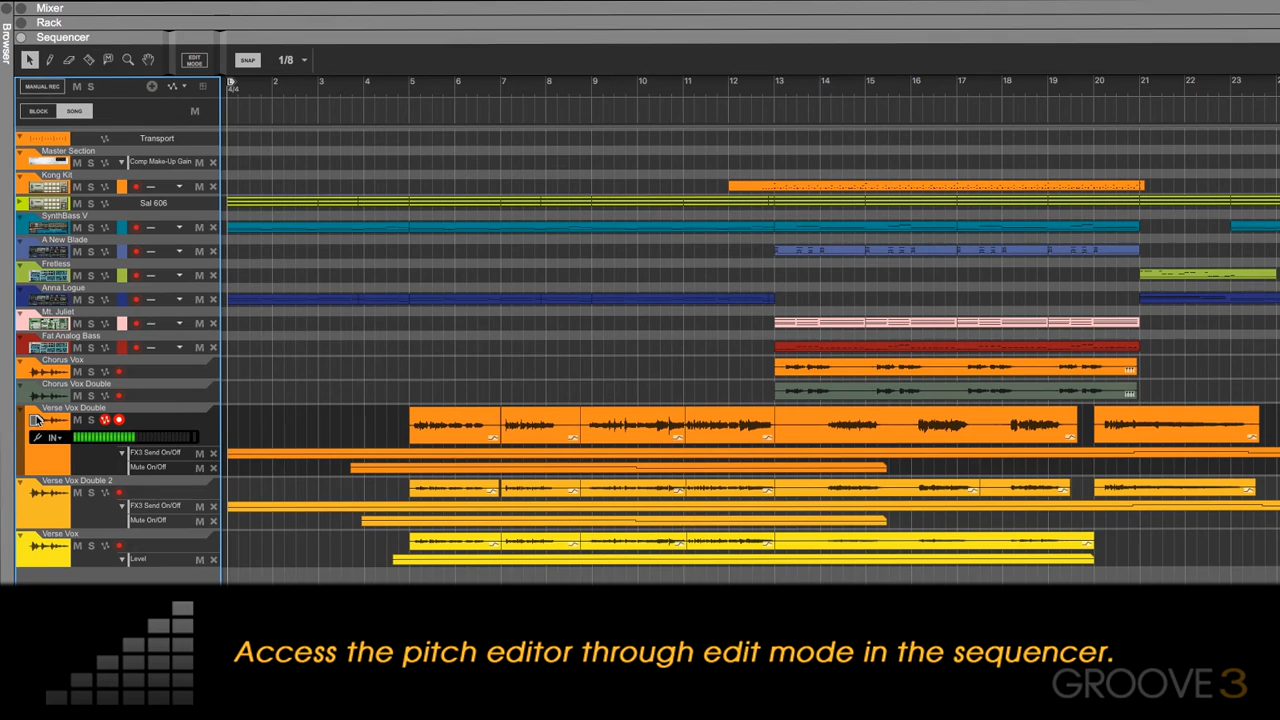 Mixer
Rack
Sequencer
Browser
EDIT MODE
SNAP
1/8
MANUAL REC
M S
BLOCK
SONG
M
2 3 4 5 6 7 8 9 10 11 12 13 14 15 16 17 18 19 20 21 22 23
4/4
Transport
Master Section
M S
Comp Make-Up Gain
M
Kong Kit
M S
M
M S
Sal 606
SynthBass V
M S
M
A New Blade
M S
M
Fretless
M S
M
Anna Logue
M S
M
Mt. Juliet
M S
M
Fat Analog Bass
M S
M
Chorus Vox
M S
Chorus Vox Double
M S
Verse Vox Double
M S
IN
FX3 Send On/Off
M
Mute On/Off
M
Verse Vox Double 2
M S
FX3 Send On/Off
M
Mute On/Off
M
Verse Vox
M S
Level
M
Access the pitch editor through edit mode in the sequencer.
GROOVE 3